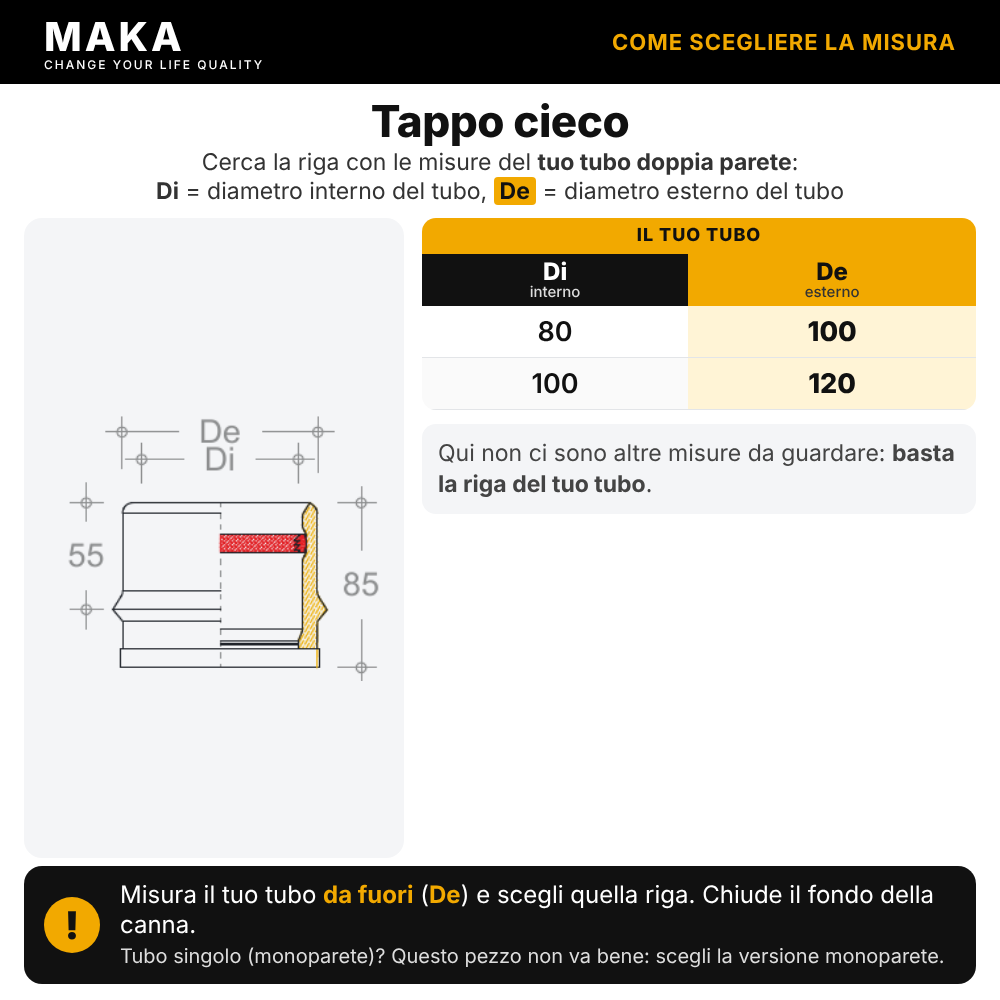 MAKA
CHANGE YOUR LIFE QUALITY
COME SCEGLIERE LA MISURA
Tappo cieco
Cerca la riga con le misure del tuo tubo doppia parete:
Di = diametro interno del tubo, De = diametro esterno del tubo
De
Di
55
85
IL TUO TUBO
Di De
interno esterno
80 100
100 120
Qui non ci sono altre misure da guardare: basta
la riga del tuo tubo.
!
Misura il tuo tubo da fuori (De) e scegli quella riga. Chiude il fondo della
canna.
Tubo singolo (monoparete)? Questo pezzo non va bene: scegli la versione monoparete.